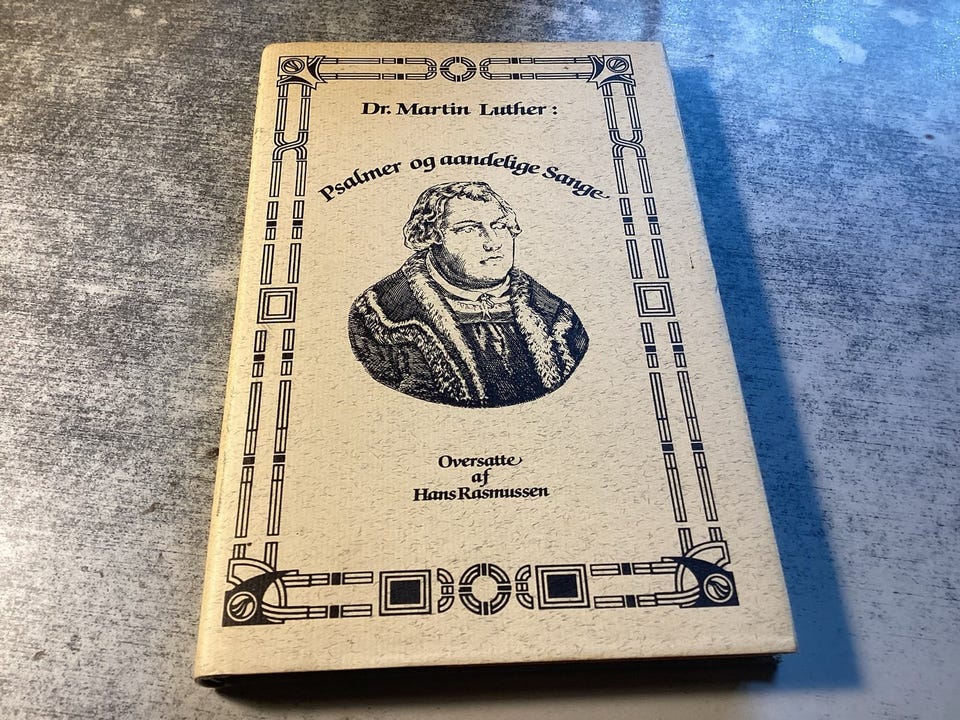 Dr. Martin Luther:
Psalmer og aandelige Sange
Oversatte
af
Hans Rasmussen